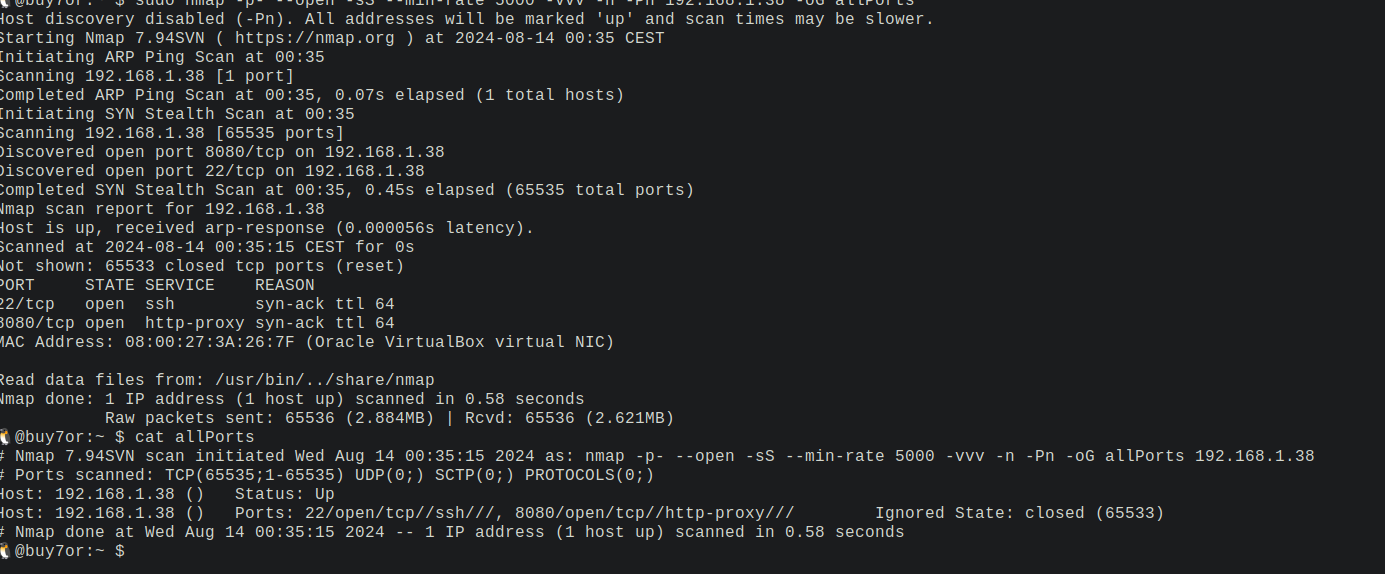 @buy7or:~ $ sudo nmap -p- --open -sS --min-rate 5000 -vvv -n -Pn 192.168.1.38 -oG allPorts
Host discovery disabled (-Pn). All addresses will be marked 'up' and scan times may be slower.
Starting Nmap 7.94SVN ( https://nmap.org ) at 2024-08-14 00:35 CEST
Initiating ARP Ping Scan at 00:35
Scanning 192.168.1.38 [1 port]
Completed ARP Ping Scan at 00:35, 0.07s elapsed (1 total hosts)
Initiating SYN Stealth Scan at 00:35
Scanning 192.168.1.38 [65535 ports]
Discovered open port 8080/tcp on 192.168.1.38
Discovered open port 22/tcp on 192.168.1.38
Completed SYN Stealth Scan at 00:35, 0.45s elapsed (65535 total ports)
Nmap scan report for 192.168.1.38
Host is up, received arp-response (0.000056s latency).
Scanned at 2024-08-14 00:35:15 CEST for 0s
Not shown: 65533 closed tcp ports (reset)
PORT     STATE SERVICE    REASON
22/tcp   open  ssh        syn-ack ttl 64
8080/tcp open  http-proxy syn-ack ttl 64
MAC Address: 08:00:27:3A:26:7F (Oracle VirtualBox virtual NIC)
Read data files from: /usr/bin/../share/nmap
Nmap done: 1 IP address (1 host up) scanned in 0.58 seconds
Raw packets sent: 65536 (2.884MB) | Rcvd: 65536 (2.621MB)
@buy7or:~ $ cat allPorts
# Nmap 7.94SVN scan initiated Wed Aug 14 00:35:15 2024 as: nmap -p- --open -sS --min-rate 5000 -vvv -n -Pn -oG allPorts 192.168.1.38
# Ports scanned: TCP(65535;1-65535) UDP(0;) SCTP(0;) PROTOCOLS(0;)
Host: 192.168.1.38 ()   Status: Up
Host: 192.168.1.38 ()   Ports: 22/open/tcp//ssh///, 8080/open/tcp//http-proxy///        Ignored State: closed (65533)
# Nmap done at Wed Aug 14 00:35:15 2024 -- 1 IP address (1 host up) scanned in 0.58 seconds
@buy7or:~ $